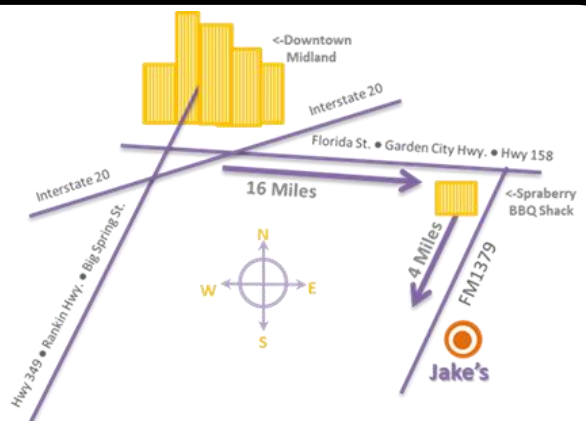 <-Downtown
Midland
Interstate 20
Florida St. ● Garden City Hwy. ● Hwy 158
Interstate 20
16 Miles
<-Spraberry
BBQ Shack
Hwy 349 ● Rankin Hwy. ● Big Spring St.
4 Miles
FM1379
N
W
E
S
Jake's